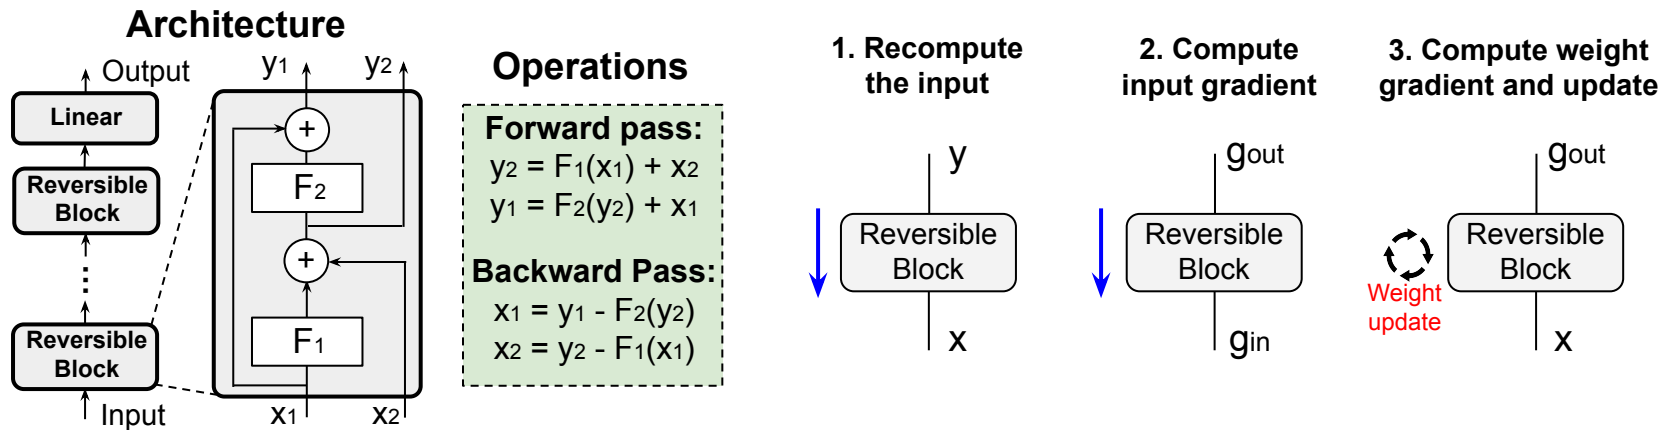 Architecture
Output
Linear
Reversible
Block
⋮
Reversible
Block
Input
y1
y2
+
F2
+
F1
x1
x2
Operations
Forward pass:
y2 = F1(x1) + x2
y1 = F2(y2) + x1
Backward Pass:
x1 = y1 - F2(y2)
x2 = y2 - F1(x1)
1. Recompute
the input
y
Reversible
Block
x
2. Compute
input gradient
gout
Reversible
Block
gin
3. Compute weight
gradient and update
gout
Reversible
Block
Weight
update
x